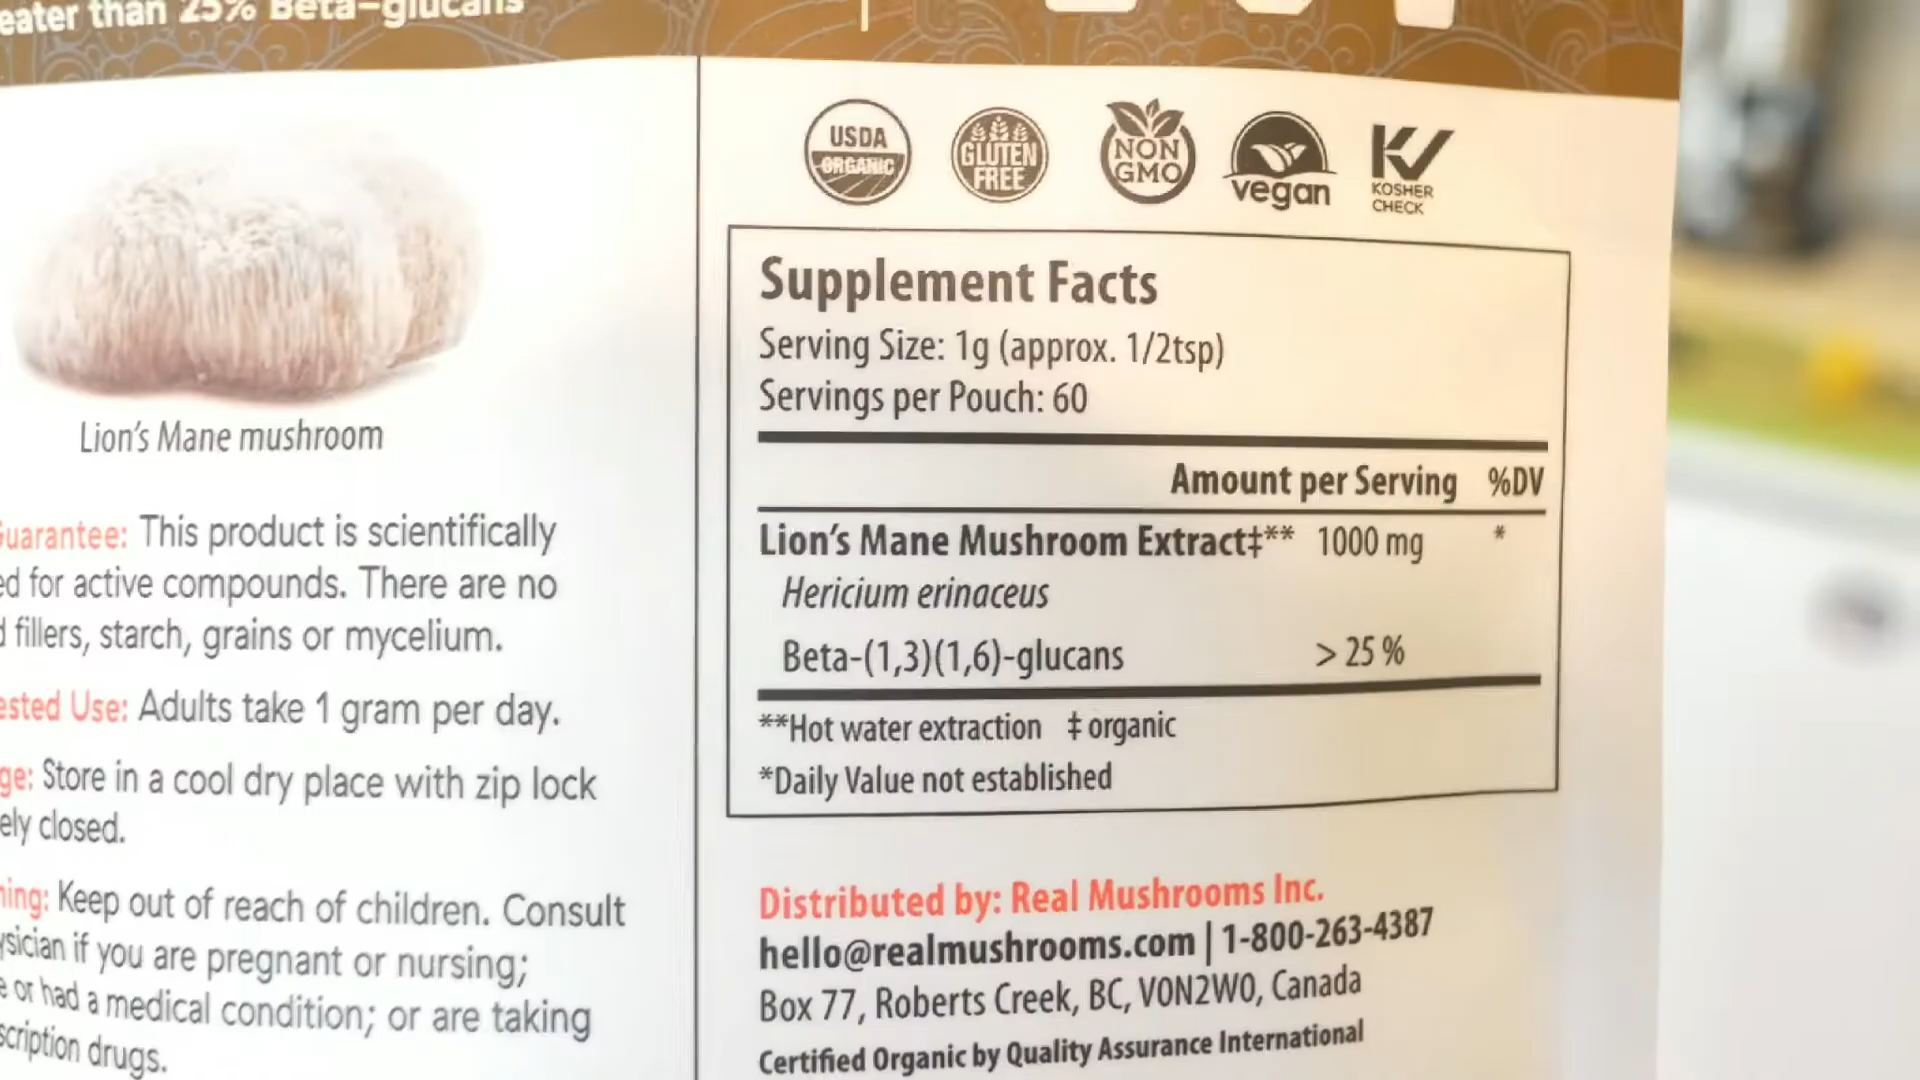 eater than 25% Beta-glucans
USDA
ORGANIC
GLUTEN
FREE
NON
GMO
vegan
KOSHER
CHECK
Lion's Mane mushroom
Guarantee: This product is scientifically
ed for active compounds. There are no
d fillers, starch, grains or mycelium.
ested Use: Adults take 1 gram per day.
ge: Store in a cool dry place with zip lock
ely closed.
ning: Keep out of reach of children. Consult
ysician if you are pregnant or nursing;
e or had a medical condition; or are taking
scription drugs.
Supplement Facts
Serving Size: 1g (approx. 1/2tsp)
Servings per Pouch: 60
Amount per Serving %DV
Lion's Mane Mushroom Extract‡** 1000 mg *
Hericium erinaceus
Beta-(1,3)(1,6)-glucans > 25 %
**Hot water extraction ‡ organic
*Daily Value not established
Distributed by: Real Mushrooms Inc.
hello@realmushrooms.com | 1-800-263-4387
Box 77, Roberts Creek, BC, V0N2W0, Canada
Certified Organic by Quality Assurance International